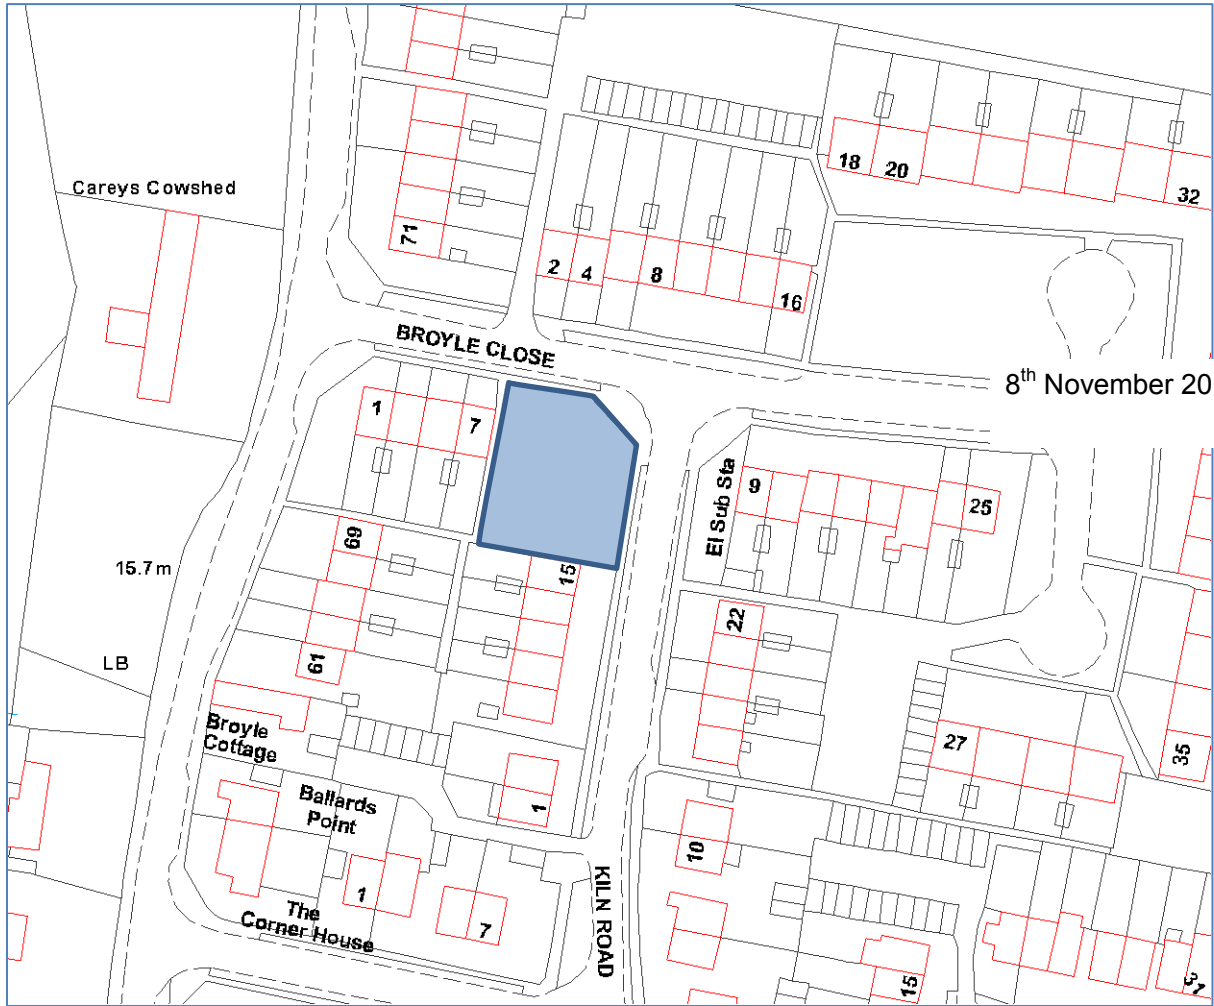 18
20
32
Careys Cowshed
71
2
4
8
16
BROYLE CLOSE
8th November 20
1
7
9
El Sub Sta
25
69
15
15.7m
22
61
LB
Broyle
Cottage
27
35
Ballards
Point
1
10
1
7
The
Corner House
KILN ROAD
15
31